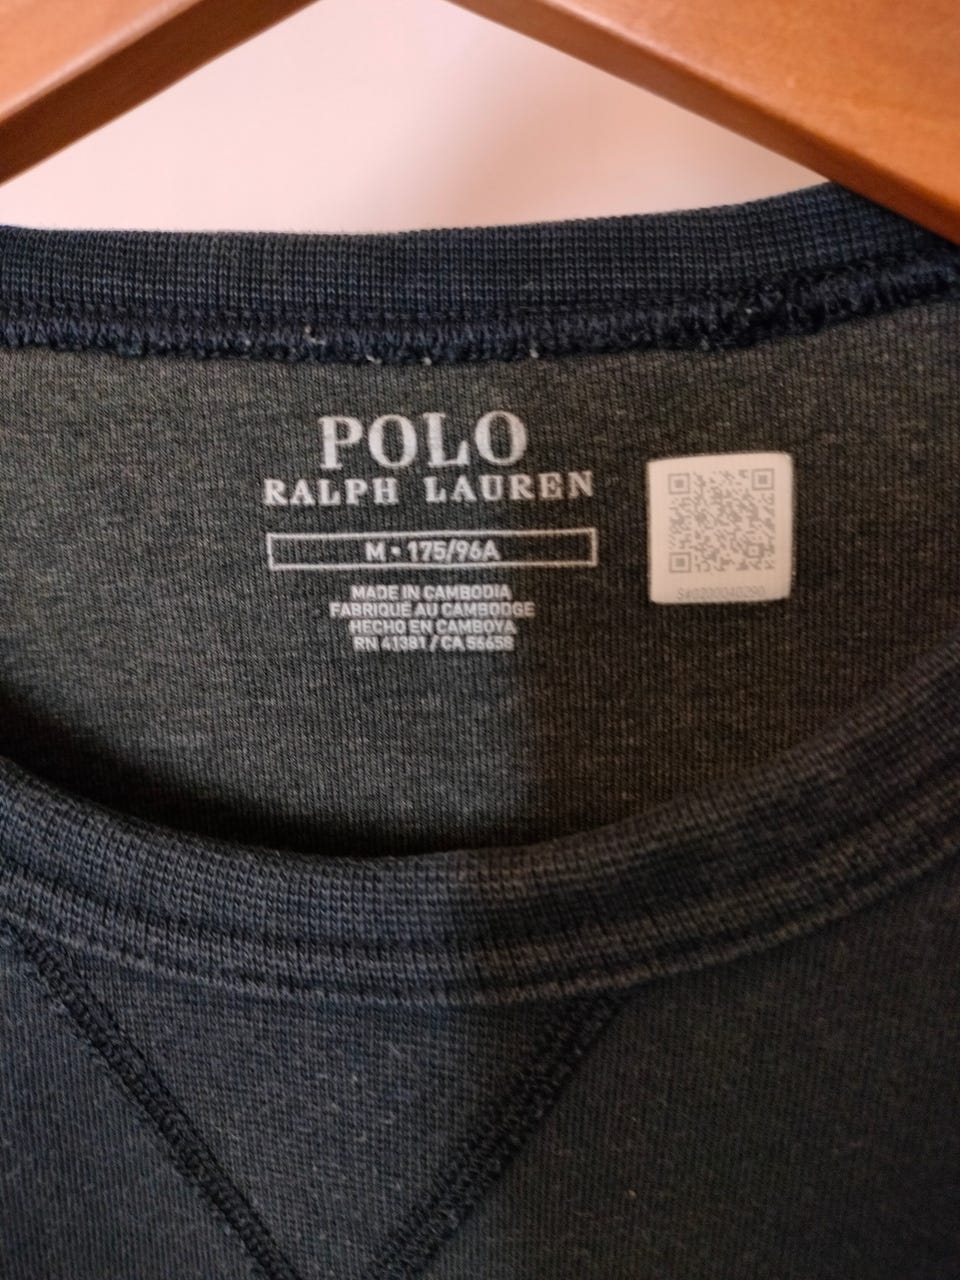 POLO
RALPH LAUREN
M • 175/96A
MADE IN CAMBODIA
FABRIQUÉ AU CAMBODGE
HECHO EN CAMBOYA
RN 41381 / CA 56658